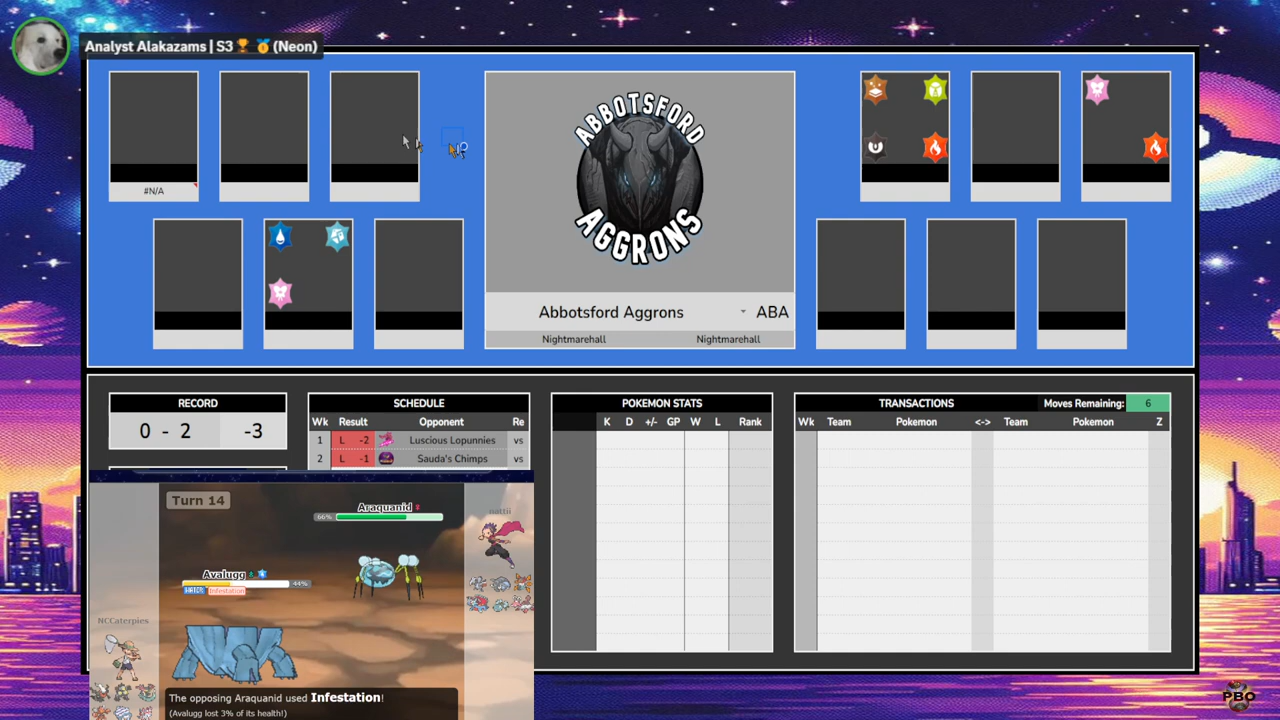 Analyst Alakazams | S3🏆🥇(Neon)
#N/A
ABBOTSFORD
AGGRONS
Abbotsford Aggrons ABA
Nightmarehall Nightmarehall
RECORD
0 - 2 -3
SCHEDULE
Wk Result Opponent Re
1 L -2 Luscious Lopunnies vs
2 L -1 Sauda's Chimps vs
POKEMON STATS
K D +/- GP W L Rank
TRANSACTIONS Moves Remaining: 6
Wk Team Pokemon <-> Team Pokemon Z
Turn 14
Araquanid
66%
nattii
Avalugg
44%
Infestation
NCCaterpies
The opposing Araquanid used Infestation!
(Avalugg lost 3% of its health!)
PBO